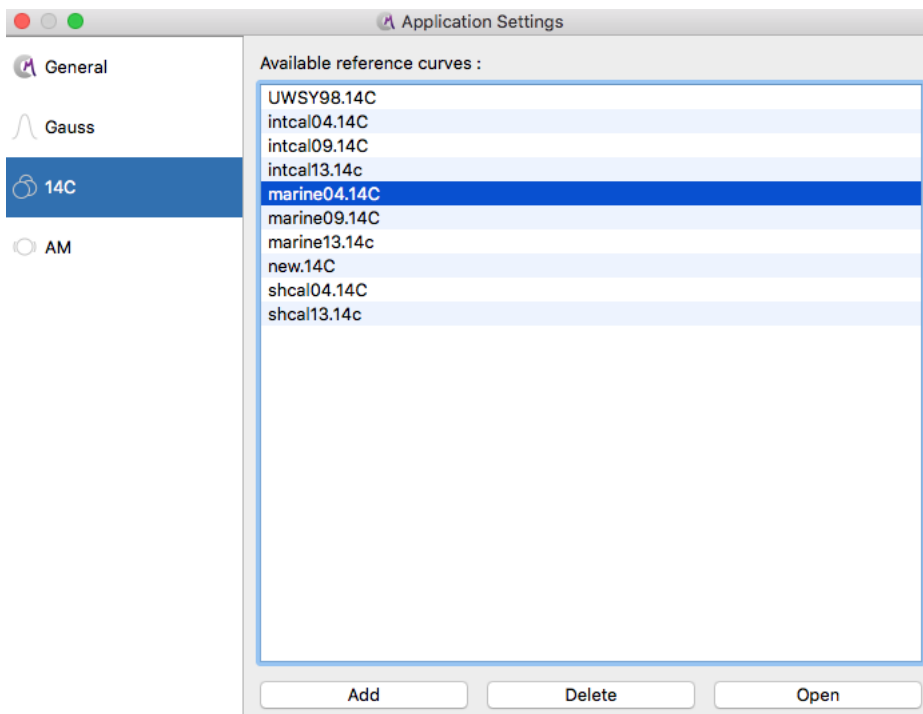 Application Settings
General
Gauss
14C
AM
Available reference curves :
UWSY98.14C
intcal04.14C
intcal09.14C
intcal13.14c
marine04.14C
marine09.14C
marine13.14c
new.14C
shcal04.14C
shcal13.14c
Add Delete Open